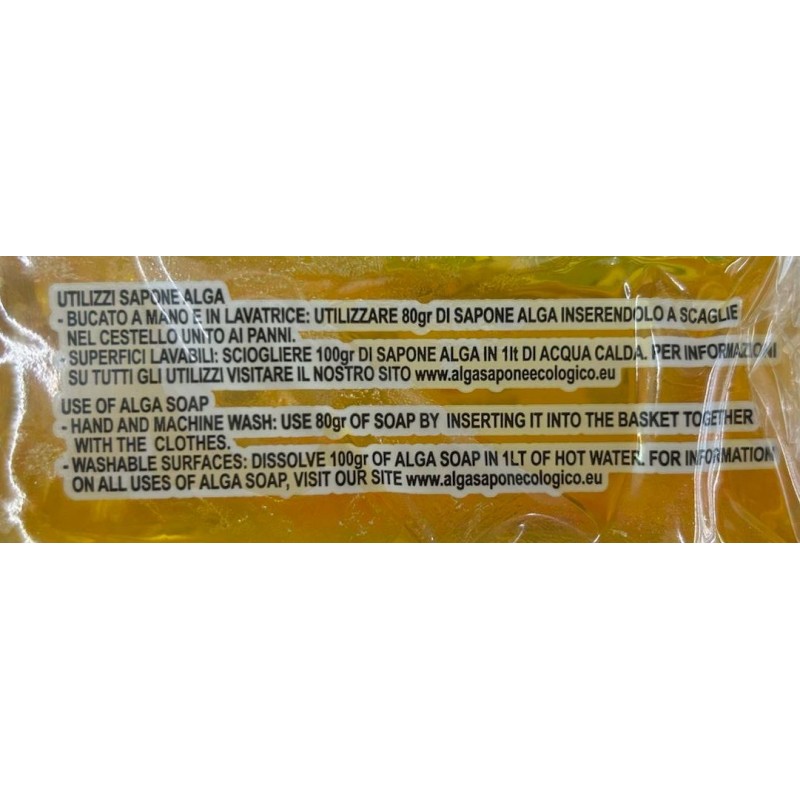 UTILIZZI SAPONE ALGA
- BUCATO A MANO E IN LAVATRICE: UTILIZZARE 80gr DI SAPONE ALGA INSERENDOLO A SCAGLIE
NEL CESTELLO UNITO AI PANNI.
- SUPERFICI LAVABILI: SCIOGLIERE 100gr DI SAPONE ALGA IN 1lt DI ACQUA CALDA. PER INFORMAZIONI
SU TUTTI GLI UTILIZZI VISITARE IL NOSTRO SITO www.algasaponeecologico.eu
USE OF ALGA SOAP
- HAND AND MACHINE WASH: USE 80gr OF SOAP BY INSERTING IT INTO THE BASKET TOGETHER
WITH THE CLOTHES.
- WASHABLE SURFACES: DISSOLVE 100gr OF ALGA SOAP IN 1LT OF HOT WATER. FOR INFORMATION
ON ALL USES OF ALGA SOAP, VISIT OUR SITE www.algasaponecologico.eu